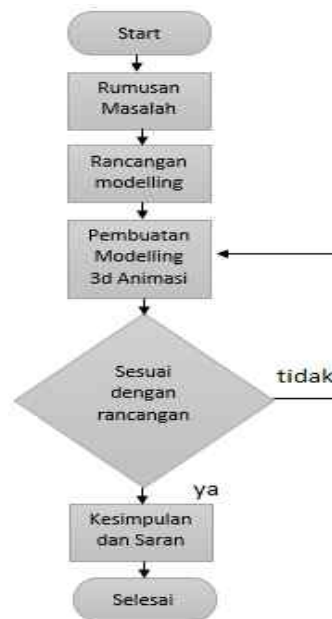 Start
Rumusan
Masalah
Rancangan
modelling
Pembuatan
Modelling
3d Animasi
Sesuai
dengan
rancangan
tidak
ya
Kesimpulan
dan Saran
Selesai